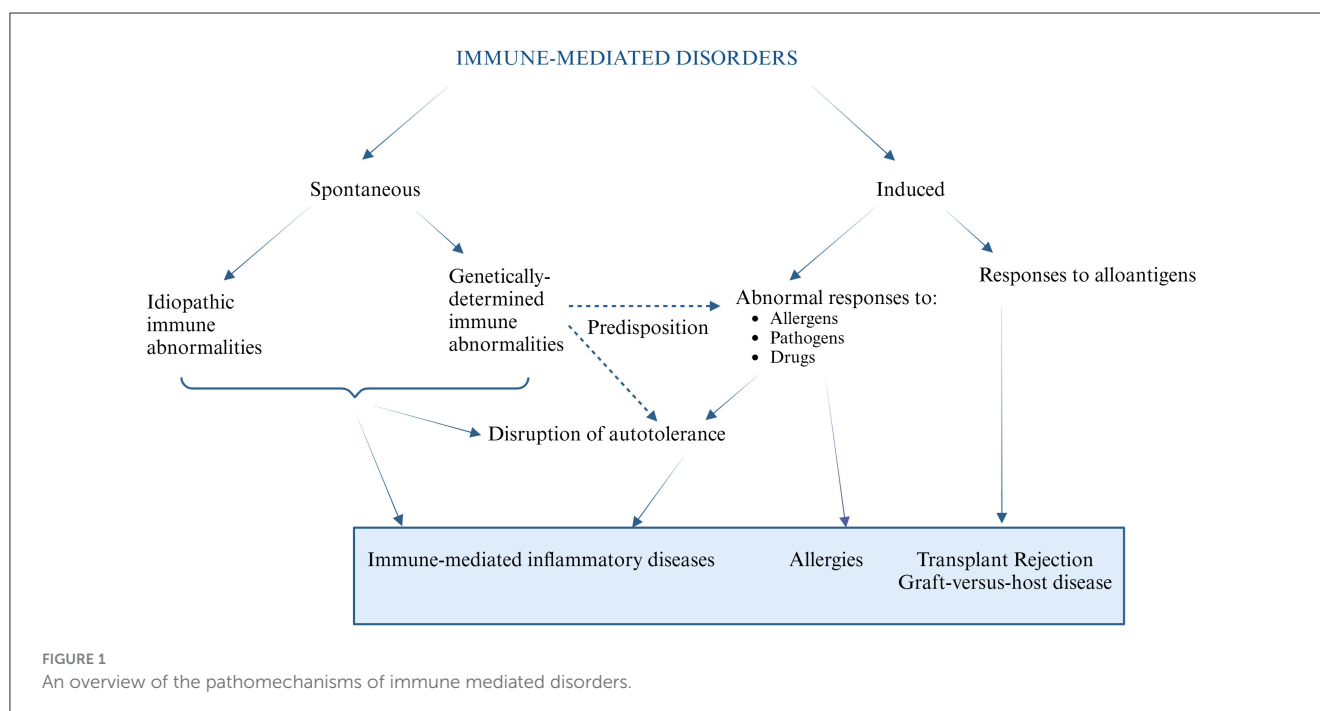 IMMUNE-MEDIATED DISORDERS
Spontaneous
Induced
Idiopathic
immune
abnormalities
Genetically-
determined
immune
abnormalities
Predisposition
Abnormal responses to:
• Allergens
• Pathogens
• Drugs
Responses to alloantigens
Disruption of autotolerance
Immune-mediated inflammatory diseases
Allergies
Transplant Rejection
Graft-versus-host disease
FIGURE 1
An overview of the pathomechanisms of immune mediated disorders.